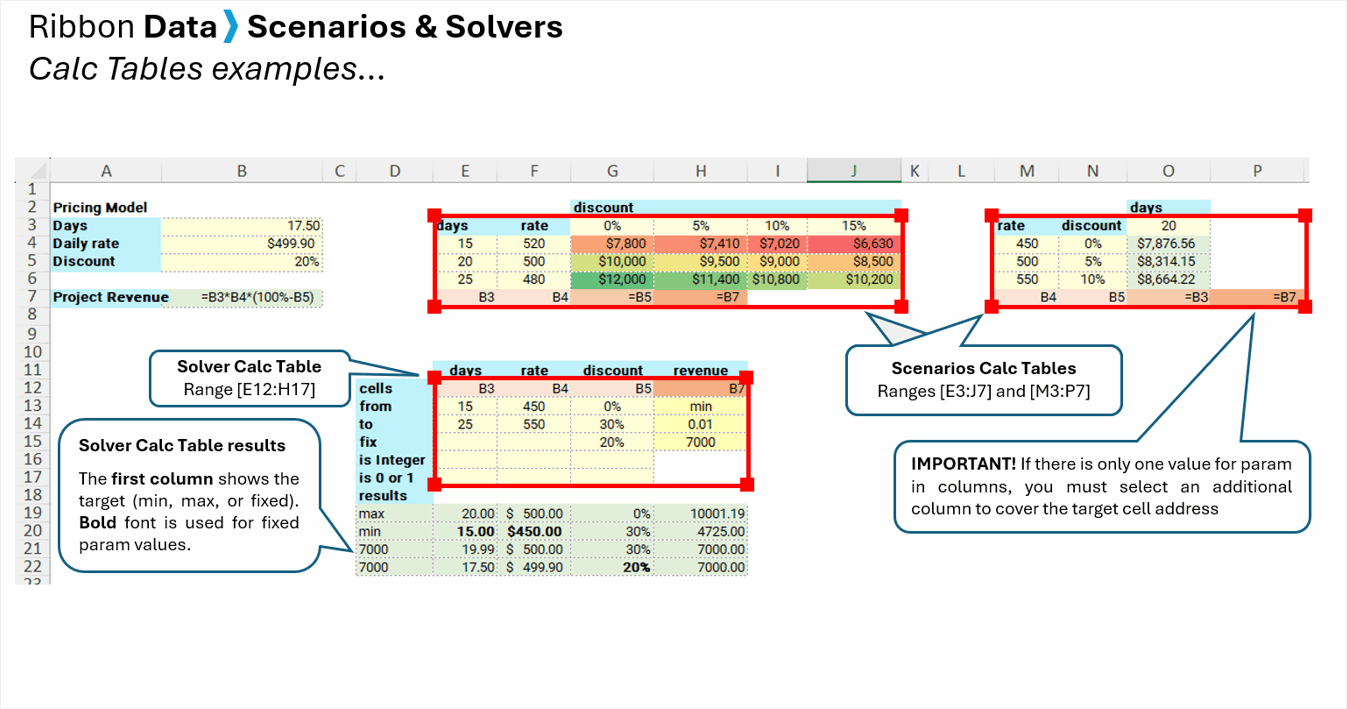 Ribbon Data❯Scenarios & Solvers
Calc Tables examples...
A B C D E F G H I J K L M N O P
1
2 Pricing Model discount days
3 Days 17.50 days rate 0% 5% 10% 15% rate discount 20
4 Daily rate $499.90 15 520 $7,800 $7,410 $7,020 $6,630 450 0% $7,876.56
5 Discount 20% 20 500 $10,000 $9,500 $9,000 $8,500 500 5% $8,314.15
6 25 480 $12,000 $11,400 $10,800 $10,200 550 10% $8,664.22
7 Project Revenue =B3*B4*(100%-B5) B3 B4 =B5 =B7 B4 B5 =B3 =B7
8
9
10
11 days rate discount revenue
12 cells B3 B4 B5 B7
13 from 15 450 0% min
14 to 25 550 30% 0.01
15 fix 20% 7000
16 is Integer
17 is 0 or 1
18 results
19 max 20.00 $ 500.00 0% 10001.19
20 min 15.00 $450.00 30% 4725.00
21 7000 19.99 $ 500.00 30% 7000.00
22 7000 17.50 $ 499.90 20% 7000.00
23
Solver Calc Table
Range [E12:H17]
Solver Calc Table results
The first column shows the
target (min, max, or fixed).
Bold font is used for fixed
param values.
Scenarios Calc Tables
Ranges [E3:J7] and [M3:P7]
IMPORTANT! If there is only one value for param
in columns, you must select an additional
column to cover the target cell address